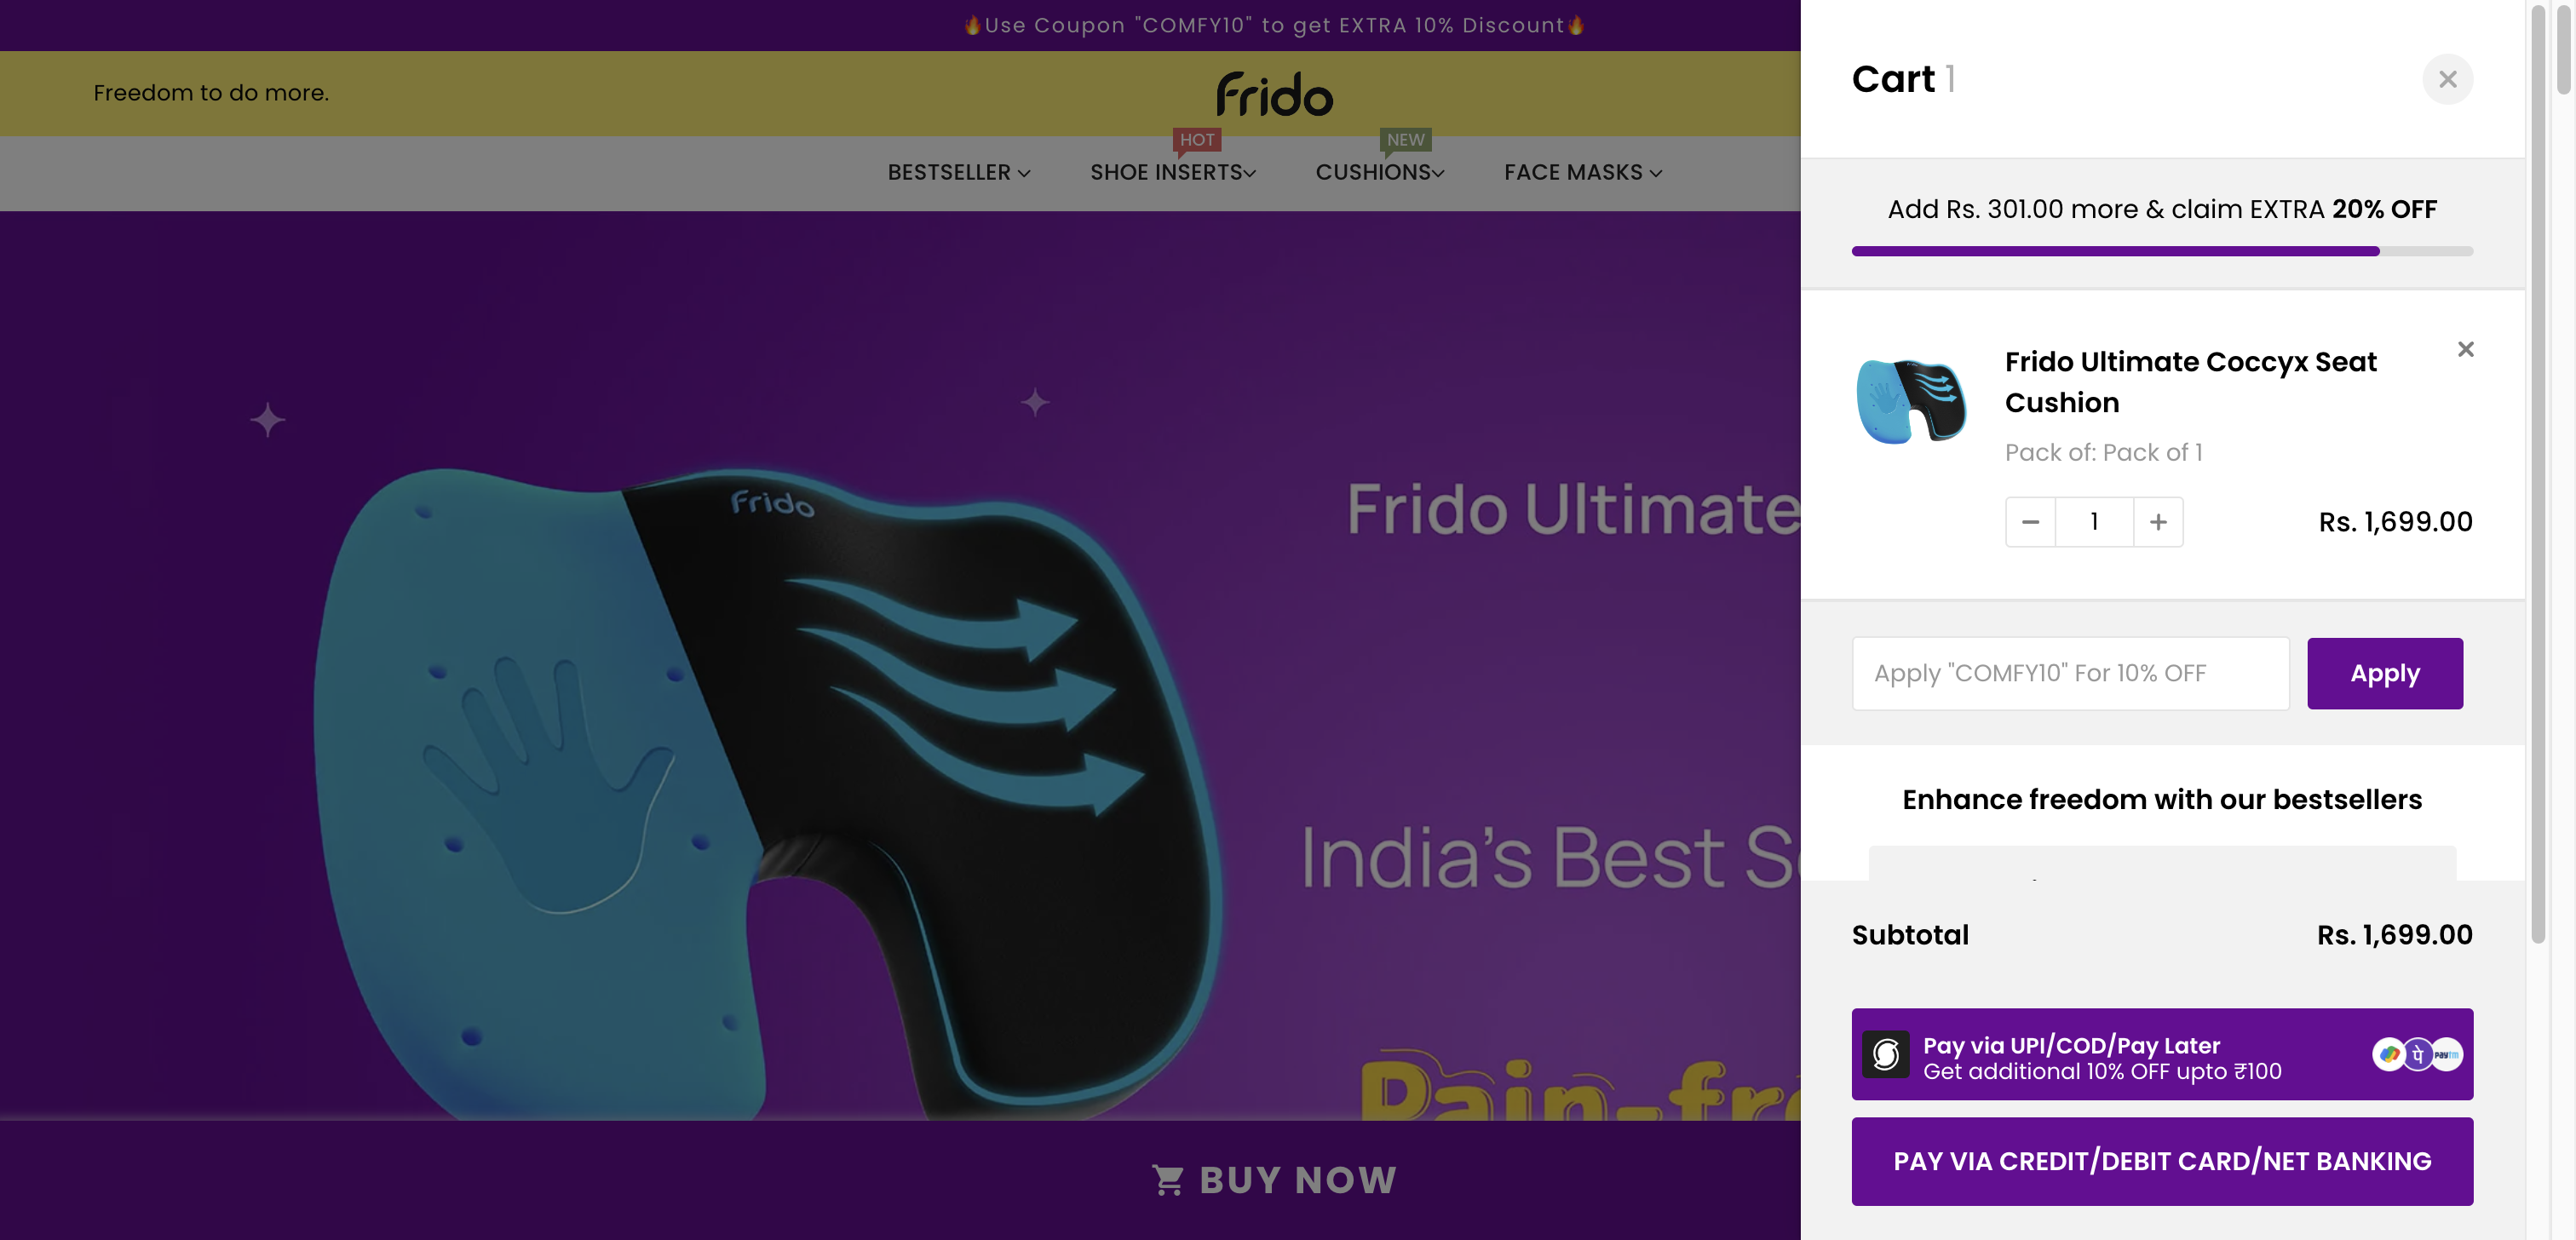 🔥Use Coupon "COMFY10" to get EXTRA 10% Discount🔥
Freedom to do more.
Frido
HOT
NEW
BESTSELLER
SHOE INSERTS
CUSHIONS
FACE MASKS
Frido
Frido Ultimate
India's Best
Pain-fr
BUY NOW
Cart 1
Add Rs. 301.00 more & claim EXTRA 20% OFF
Frido Ultimate Coccyx Seat
Cushion
Pack of: Pack of 1
1
Rs. 1,699.00
Apply "COMFY10" For 10% OFF
Apply
Enhance freedom with our bestsellers
Subtotal
Rs. 1,699.00
Pay via UPI/COD/Pay Later
Get additional 10% OFF upto ₹100
पे
Paytm
PAY VIA CREDIT/DEBIT CARD/NET BANKING